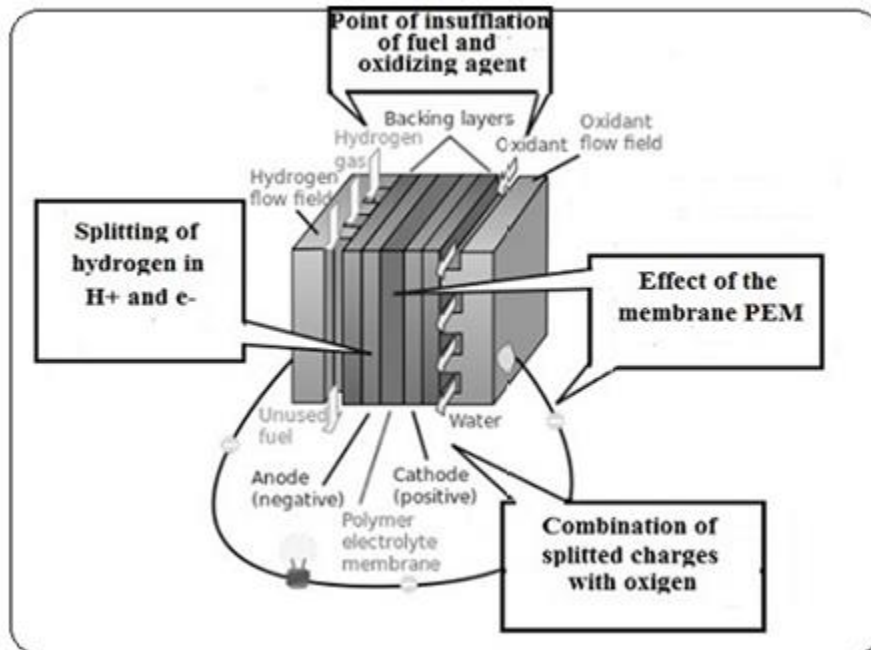 Point of insufflation
of fuel and
oxidizing agent
Backing layers
Hydrogen
gas
Oxidant
Oxidant
flow field
Hydrogen
flow field
Splitting of
hydrogen in
H+ and e-
Effect of the
membrane PEM
Unused
fuel
Water
Anode
(negative)
Cathode
(positive)
Polymer
electrolyte
membrane
Combination of
splitted charges
with oxigen